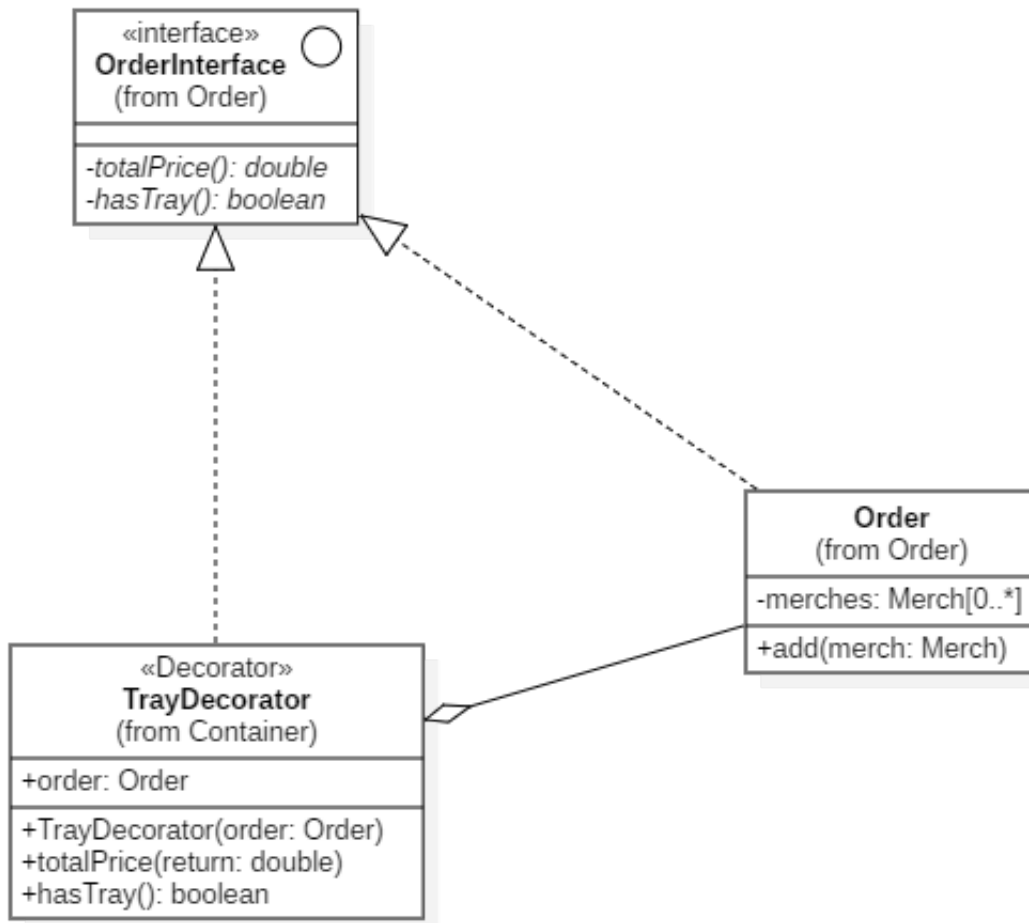 «interface»
OrderInterface
(from Order)
-totalPrice(): double
-hasTray(): boolean
Order
(from Order)
-merches: Merch[0..*]
+add(merch: Merch)
«Decorator»
TrayDecorator
(from Container)
+order: Order
+TrayDecorator(order: Order)
+totalPrice(return: double)
+hasTray(): boolean